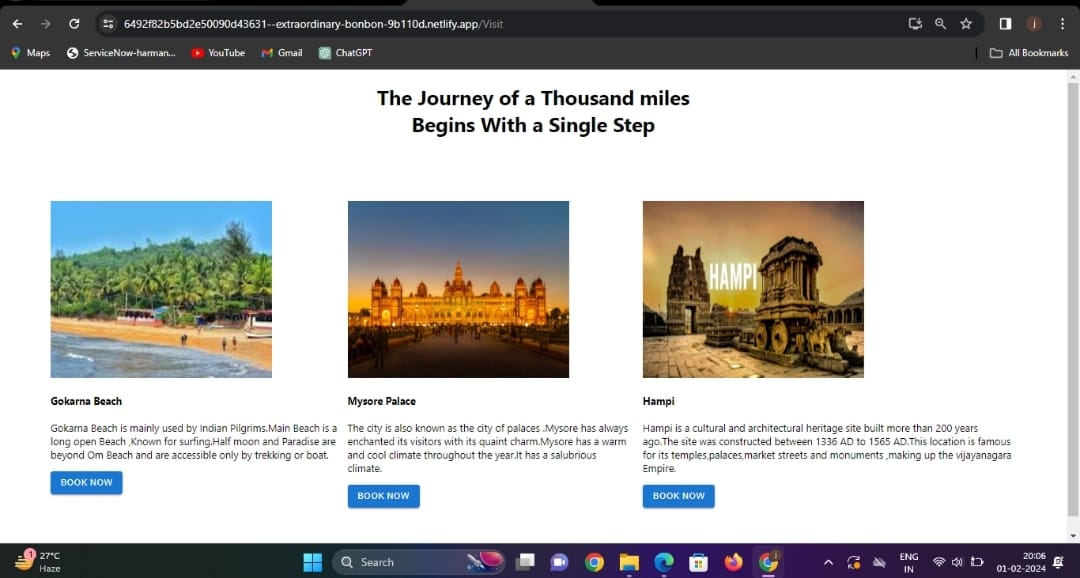 6492f82b5bd2e50090d43631--extraordinary-bonbon-9b110d.netlify.app/Visit
j
Maps
ServiceNow-harman...
YouTube
Gmail
ChatGPT
All Bookmarks
The Journey of a Thousand miles
Begins With a Single Step
HAMPI
Gokarna Beach
Gokarna Beach is mainly used by Indian Pilgrims.Main Beach is a
long open Beach ,Known for surfing.Half moon and Paradise are
beyond Om Beach and are accessible only by trekking or boat.
BOOK NOW
Mysore Palace
The city is also known as the city of palaces .Mysore has always
enchanted its visitors with its quaint charm.Mysore has a warm
and cool climate throughout the year.It has a salubrious
climate.
BOOK NOW
Hampi
Hampi is a cultural and architectural heritage site built more than 200 years
ago.The site was constructed between 1336 AD to 1565 AD.This location is famous
for its temples,palaces,market streets and monuments ,making up the vijayanagara
Empire.
BOOK NOW
1
27°C
Haze
Search
j
ENG
IN
20:06
01-02-2024